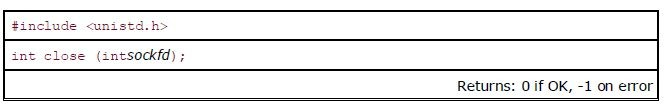 #include <unistd.h>
int close (intsockfd);
Returns: 0 if OK, -1 on error